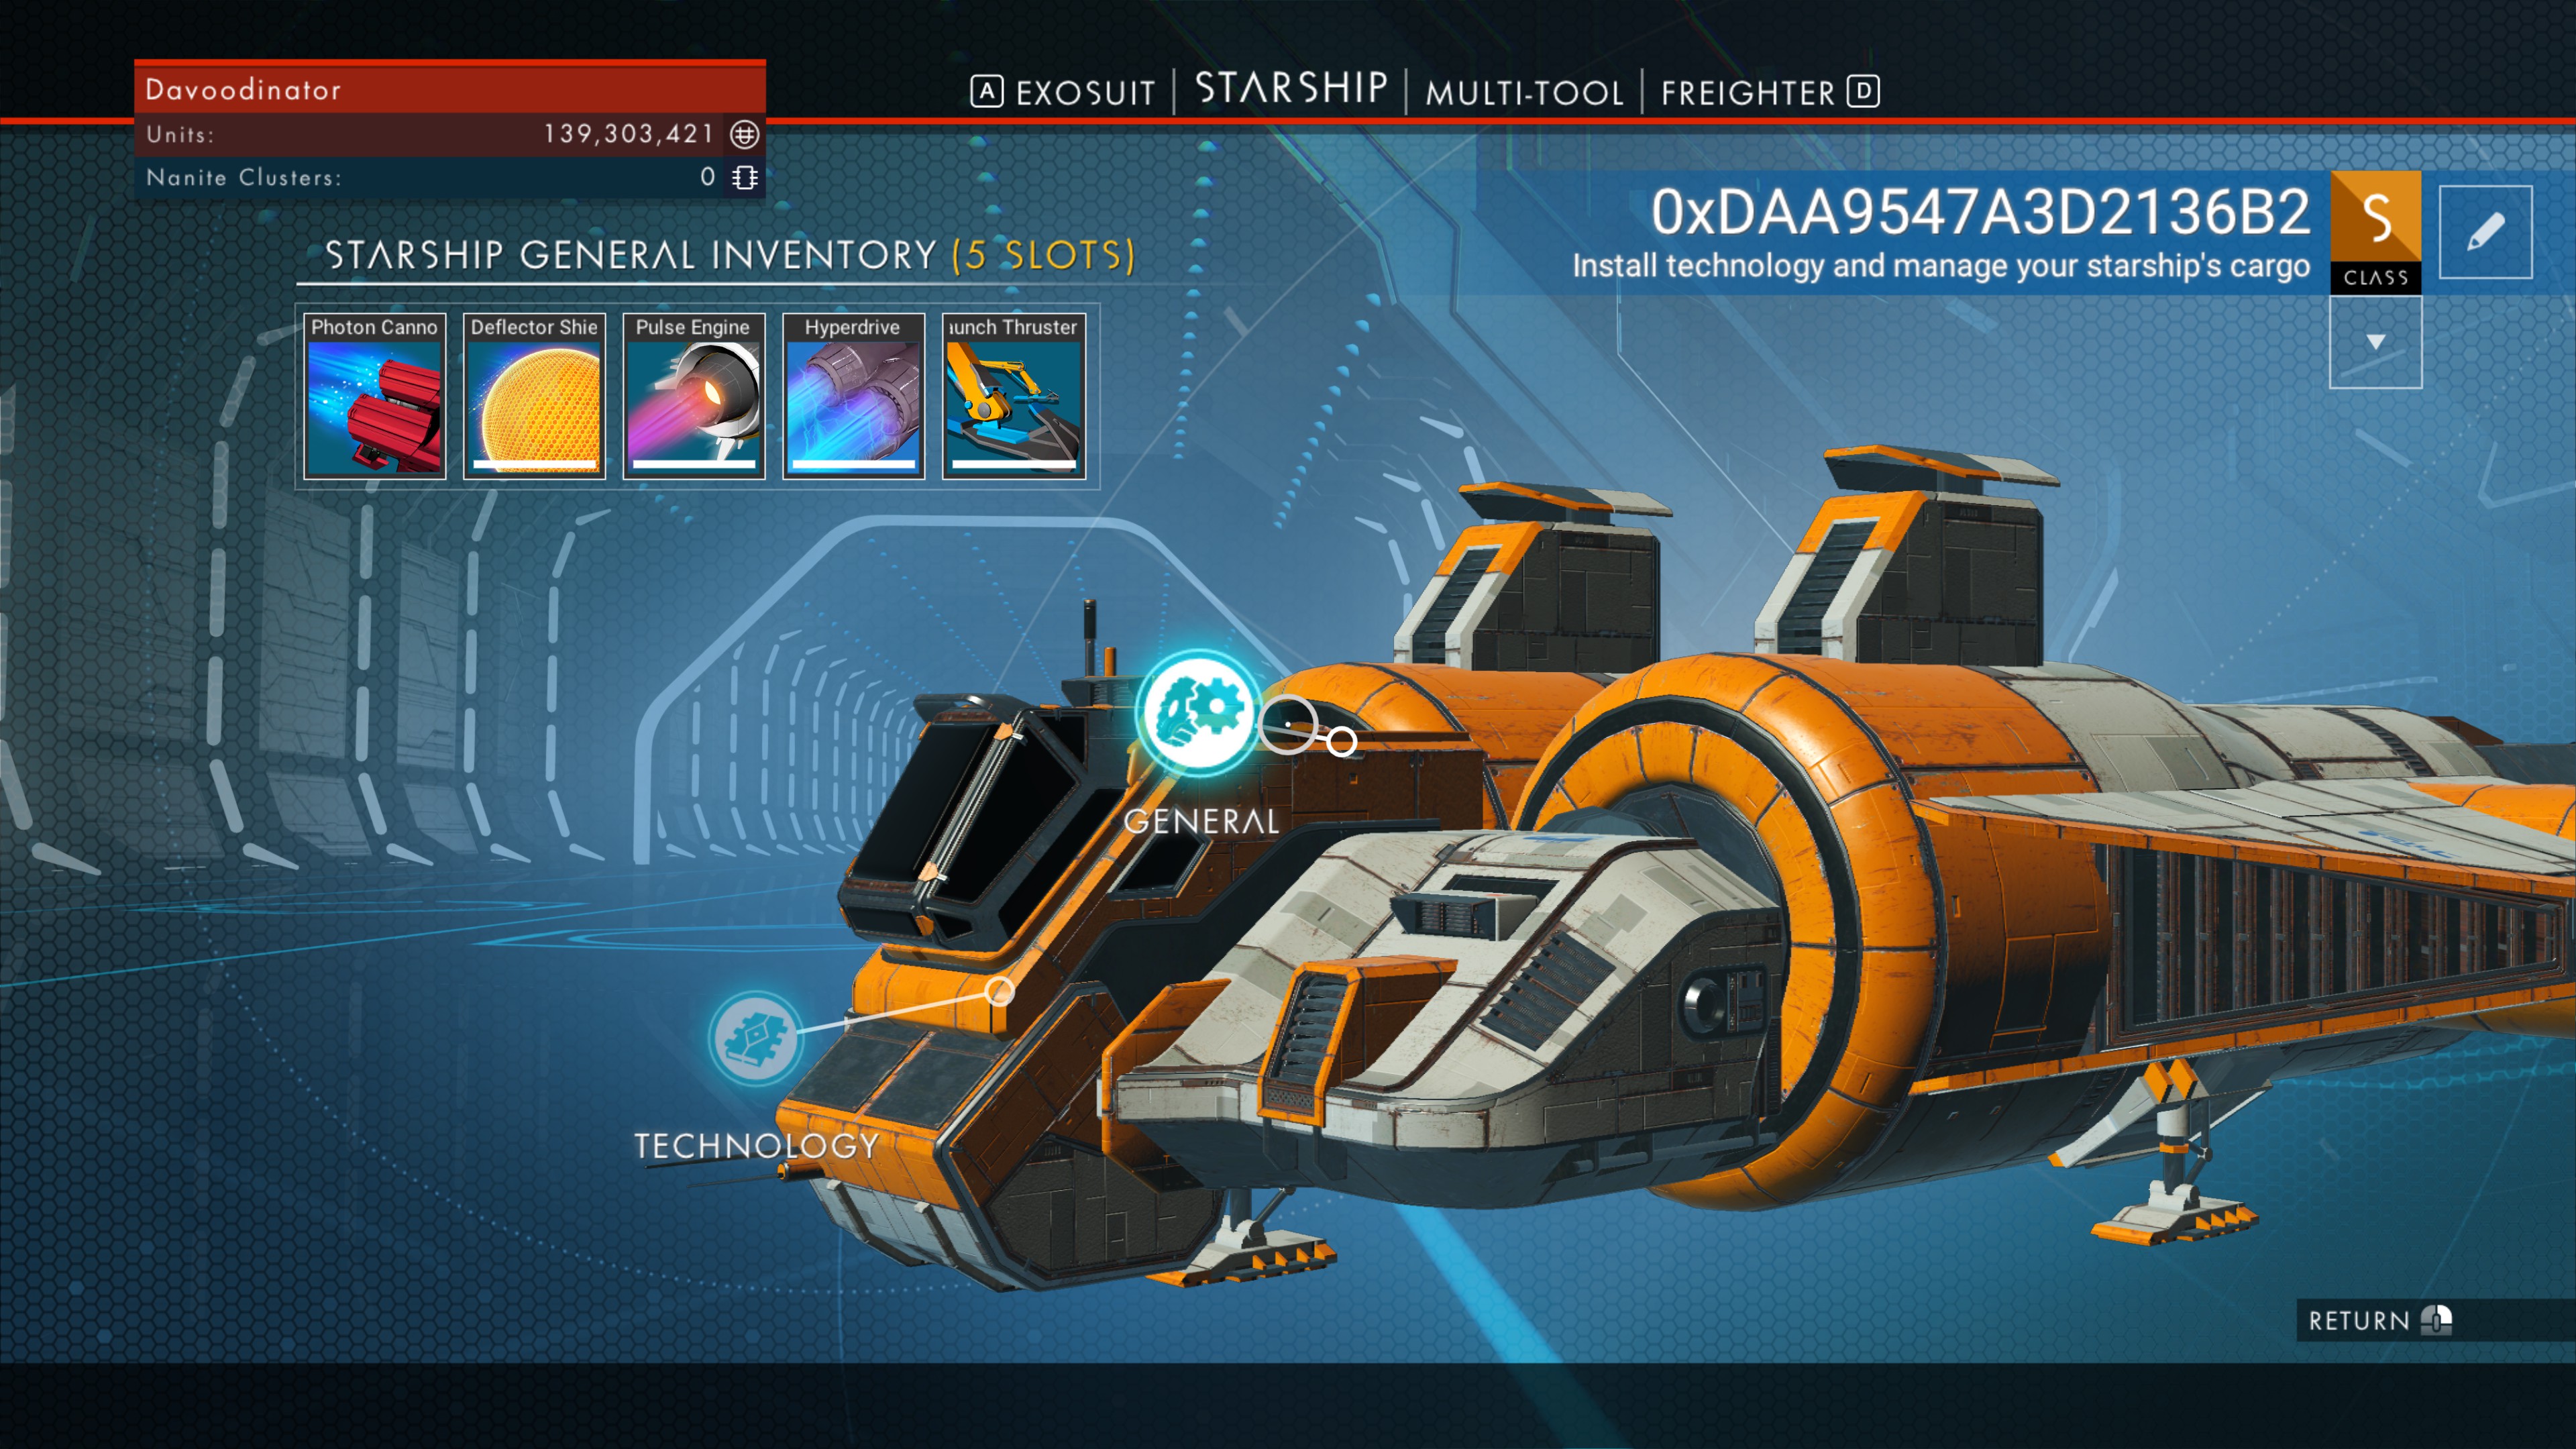 Davoodinator
Units: 139,303,421
Nanite Clusters: 0
A EXOSUIT STARSHIP MULTI-TOOL FREIGHTER D
0xDAA9547A3D2136B2
Install technology and manage your starship's cargo
S
CLASS
STARSHIP GENERAL INVENTORY (5 SLOTS)
Photon Canno Deflector Shie Pulse Engine Hyperdrive aunch Thruster
GENERAL
TECHNOLOGY
RETURN